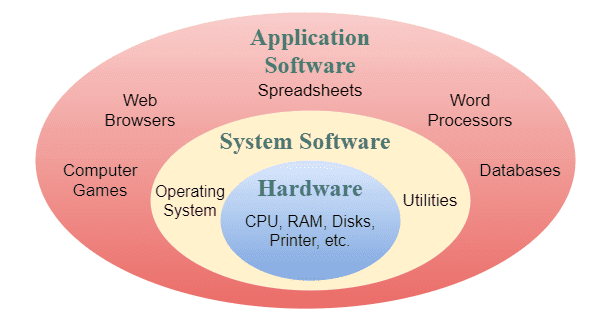 Application
Software
Spreadsheets
Web
Browsers
Word
Processors
System Software
Computer
Games
Databases
Operating
System
Hardware
Utilities
CPU, RAM, Disks,
Printer, etc.